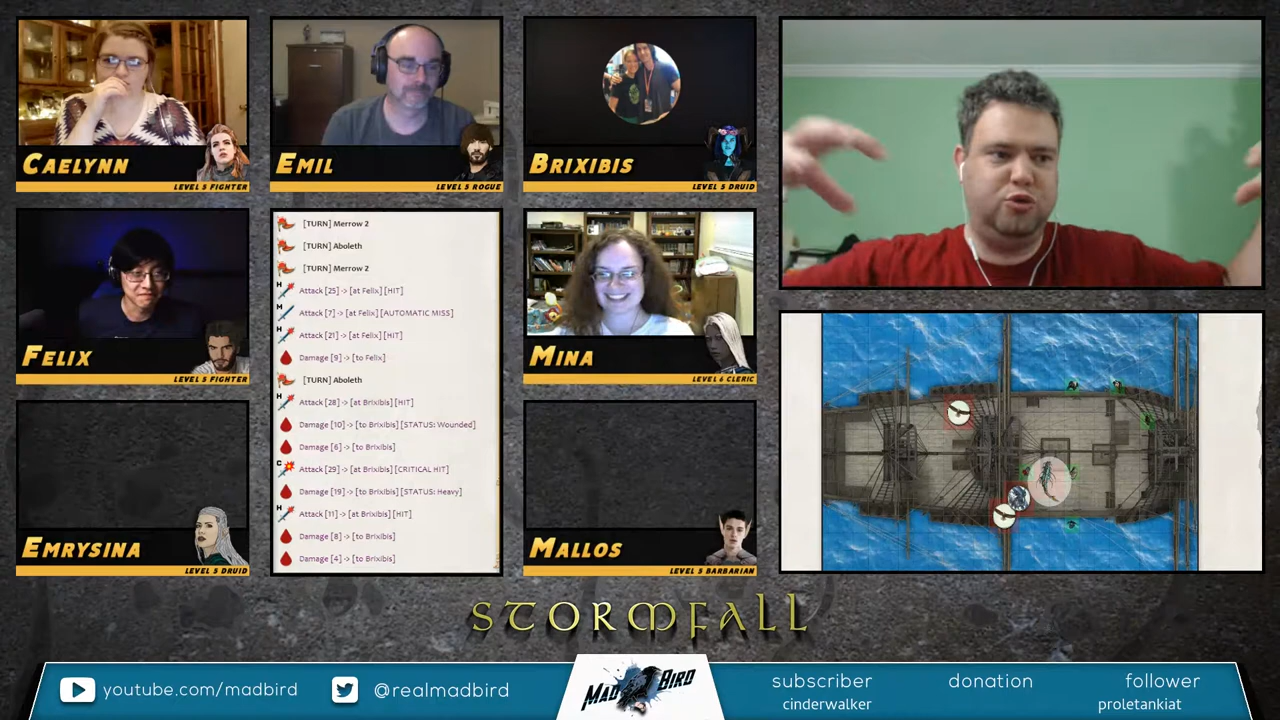 CAELYNN
LEVEL 5 FIGHTER
EMIL
LEVEL 5 ROGUE
BRIXIBIS
LEVEL 5 DRUID
FELIX
LEVEL 5 FIGHTER
[TURN] Merrow 2
[TURN] Aboleth
[TURN] Merrow 2
H Attack [25] -> [at Felix] [HIT]
M Attack [7] -> [at Felix] [AUTOMATIC MISS]
H Attack [21] -> [at Felix] [HIT]
Damage [9] -> [to Felix]
[TURN] Aboleth
H Attack [28] -> [at Brixibis] [HIT]
Damage [10] -> [to Brixibis] [STATUS: Wounded]
Damage [6] -> [to Brixibis]
C Attack [29] -> [at Brixibis] [CRITICAL HIT]
Damage [19] -> [to Brixibis] [STATUS: Heavy]
H Attack [11] -> [at Brixibis] [HIT]
Damage [8] -> [to Brixibis]
Damage [4] -> [to Brixibis]
MINA
LEVEL 6 CLERIC
EMRYSINA
LEVEL 5 DRUID
MALLOS
LEVEL 5 BARBARIAN
STORMFALL
youtube.com/madbird
@realmadbird
MAD BIRD
subscriber
cinderwalker
donation
follower
proletankiat